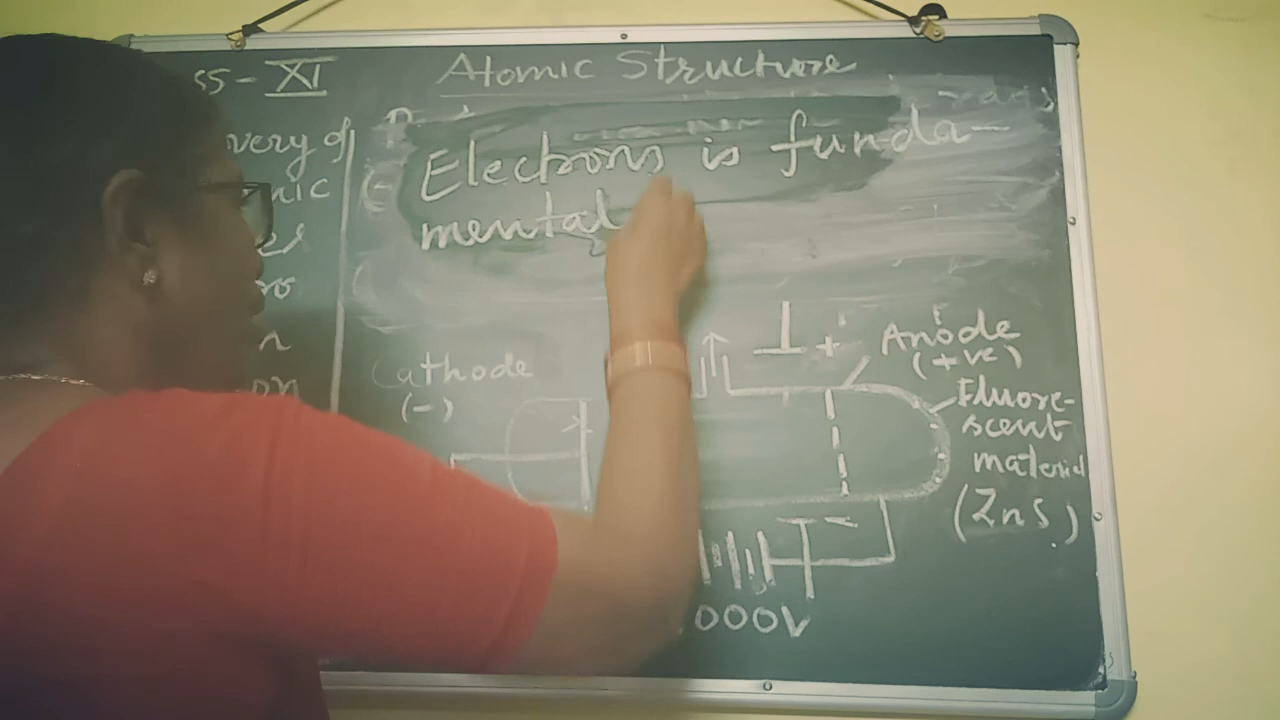 ss - XI
Atomic Structure
very of
nic
Electrons is funda-
mental
on
Cathode
(-)
+
Anode
(+ve)
Fluore-
scent
material
(ZnS)
000V